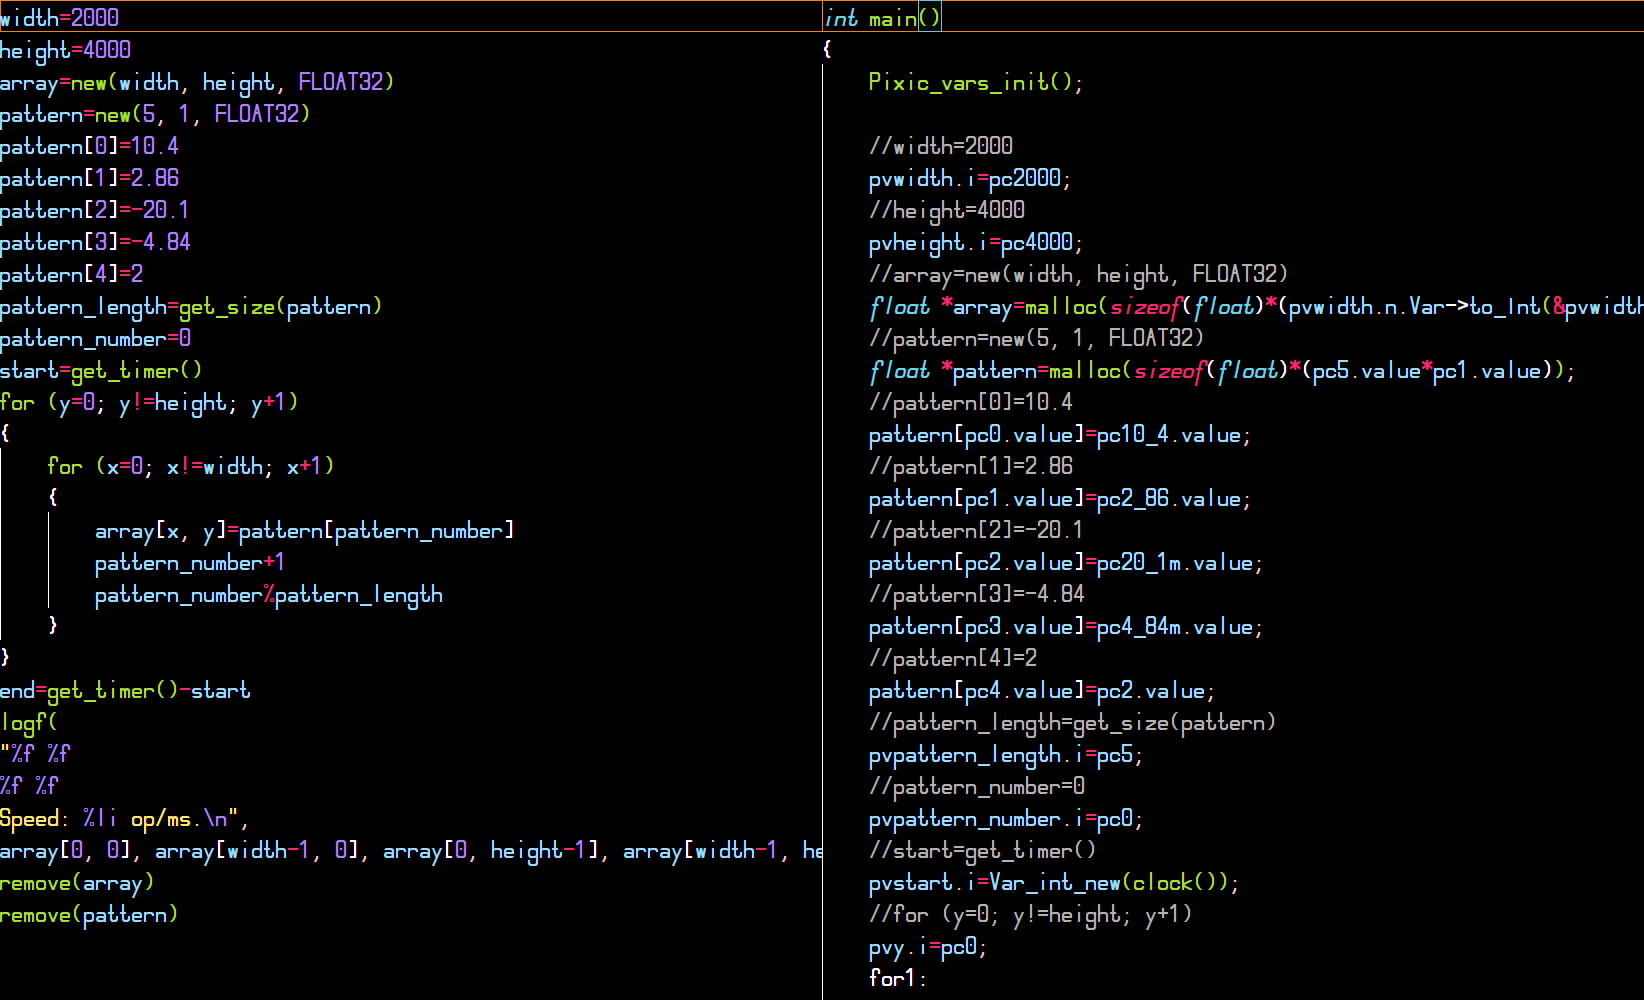 width=2000
height=4000
array=new(width, height, FLOAT32)
pattern=new(5, 1, FLOAT32)
pattern[0]=10.4
pattern[1]=2.86
pattern[2]=-20.1
pattern[3]=-4.84
pattern[4]=2
pattern_length=get_size(pattern)
pattern_number=0
start=get_timer()
for (y=0; y!=height; y+1)
{
    for (x=0; x!=width; x+1)
    {
        array[x, y]=pattern[pattern_number]
        pattern_number+1
        pattern_number%pattern_length
    }
}
end=get_timer()-start
logf(
"%f %f
%f %f
Speed: %li op/ms.\n",
array[0, 0], array[width-1, 0], array[0, height-1], array[width-1, he
remove(array)
remove(pattern)
int main()
{
    Pixic_vars_init();
    //width=2000
    pvwidth.i=pc2000;
    //height=4000
    pvheight.i=pc4000;
    //array=new(width, height, FLOAT32)
    float *array=malloc(sizeof(float)*(pvwidth.n.Var->to_Int(&pvwidth
    //pattern=new(5, 1, FLOAT32)
    float *pattern=malloc(sizeof(float)*(pc5.value*pc1.value));
    //pattern[0]=10.4
    pattern[pc0.value]=pc10_4.value;
    //pattern[1]=2.86
    pattern[pc1.value]=pc2_86.value;
    //pattern[2]=-20.1
    pattern[pc2.value]=pc20_1m.value;
    //pattern[3]=-4.84
    pattern[pc3.value]=pc4_84m.value;
    //pattern[4]=2
    pattern[pc4.value]=pc2.value;
    //pattern_length=get_size(pattern)
    pvpattern_length.i=pc5;
    //pattern_number=0
    pvpattern_number.i=pc0;
    //start=get_timer()
    pvstart.i=Var_int_new(clock());
    //for (y=0; y!=height; y+1)
    pvy.i=pc0;
    for1: